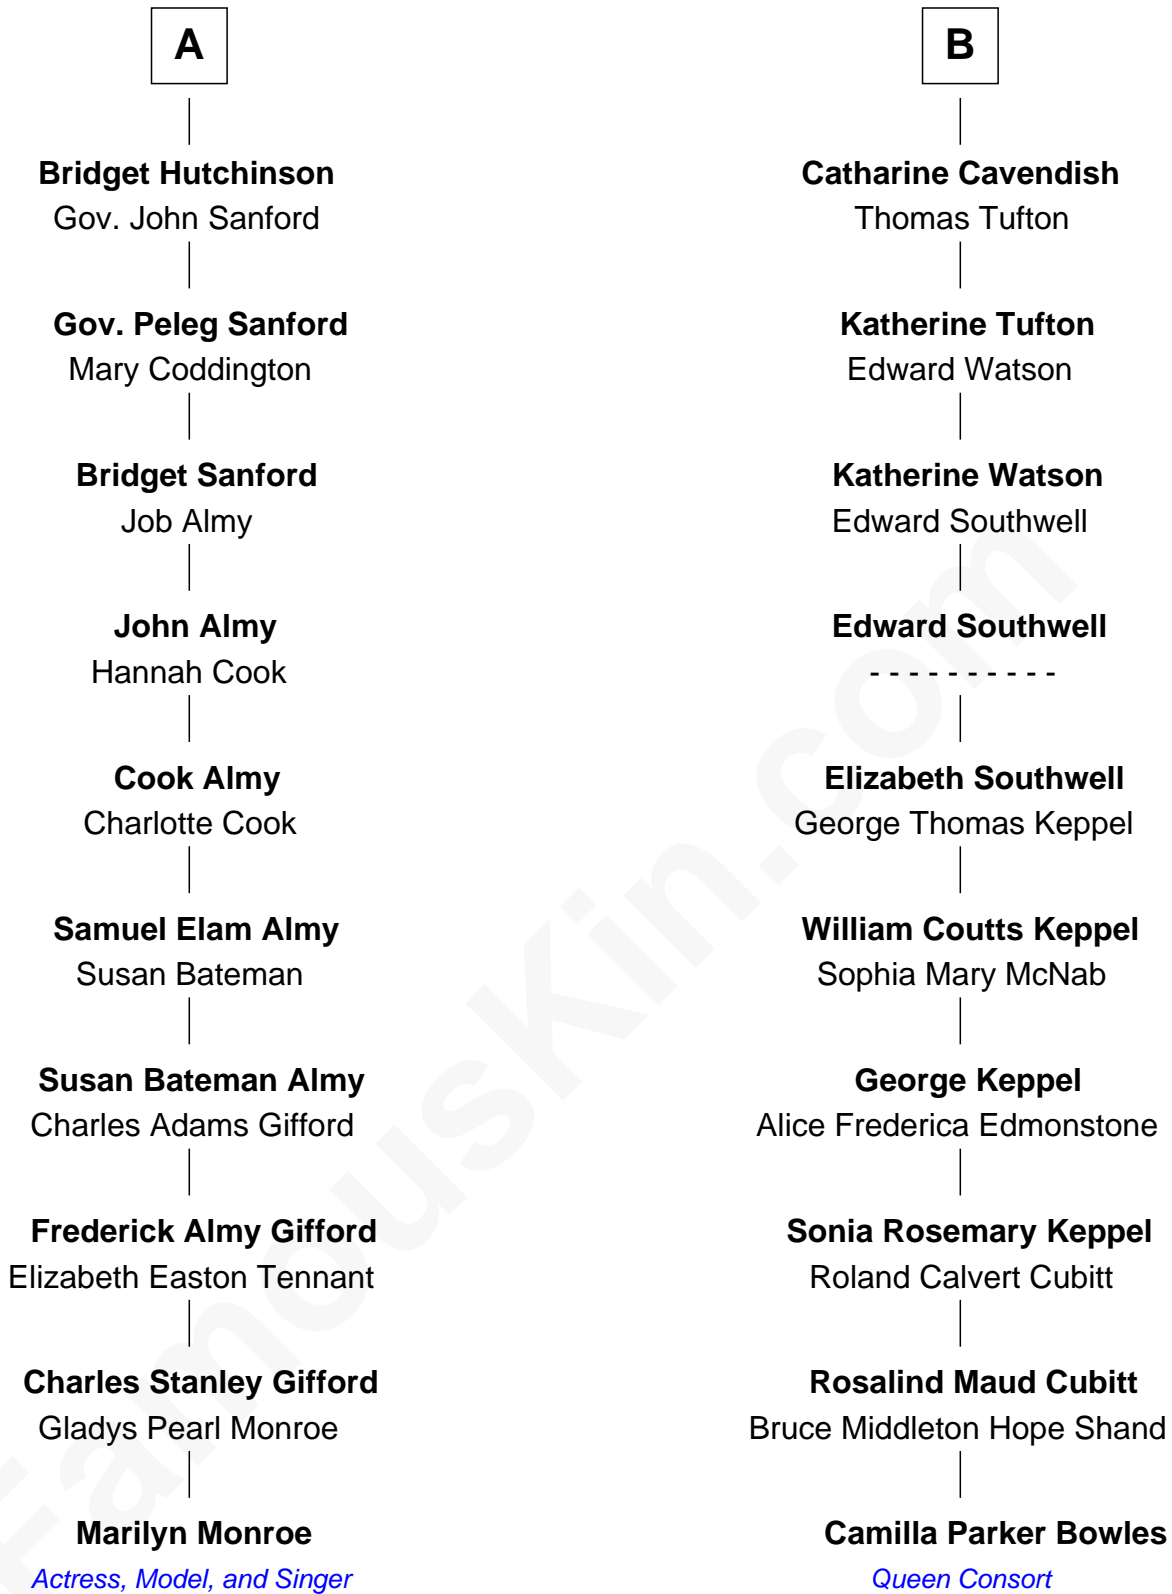 A
Bridget Hutchinson
Gov. John Sanford
Gov. Peleg Sanford
Mary Coddington
Bridget Sanford
Job Almy
John Almy
Hannah Cook
Cook Almy
Charlotte Cook
Samuel Elam Almy
Susan Bateman
Susan Bateman Almy
Charles Adams Gifford
Frederick Almy Gifford
Elizabeth Easton Tennant
Charles Stanley Gifford
Gladys Pearl Monroe
Marilyn Monroe
Actress, Model, and Singer
B
Catharine Cavendish
Thomas Tufton
Katherine Tufton
Edward Watson
Katherine Watson
Edward Southwell
Edward Southwell
- - - - - - - - - -
Elizabeth Southwell
George Thomas Keppel
William Coutts Keppel
Sophia Mary McNab
George Keppel
Alice Frederica Edmonstone
Sonia Rosemary Keppel
Roland Calvert Cubitt
Rosalind Maud Cubitt
Bruce Middleton Hope Shand
Camilla Parker Bowles
Queen Consort
FamousKin.com